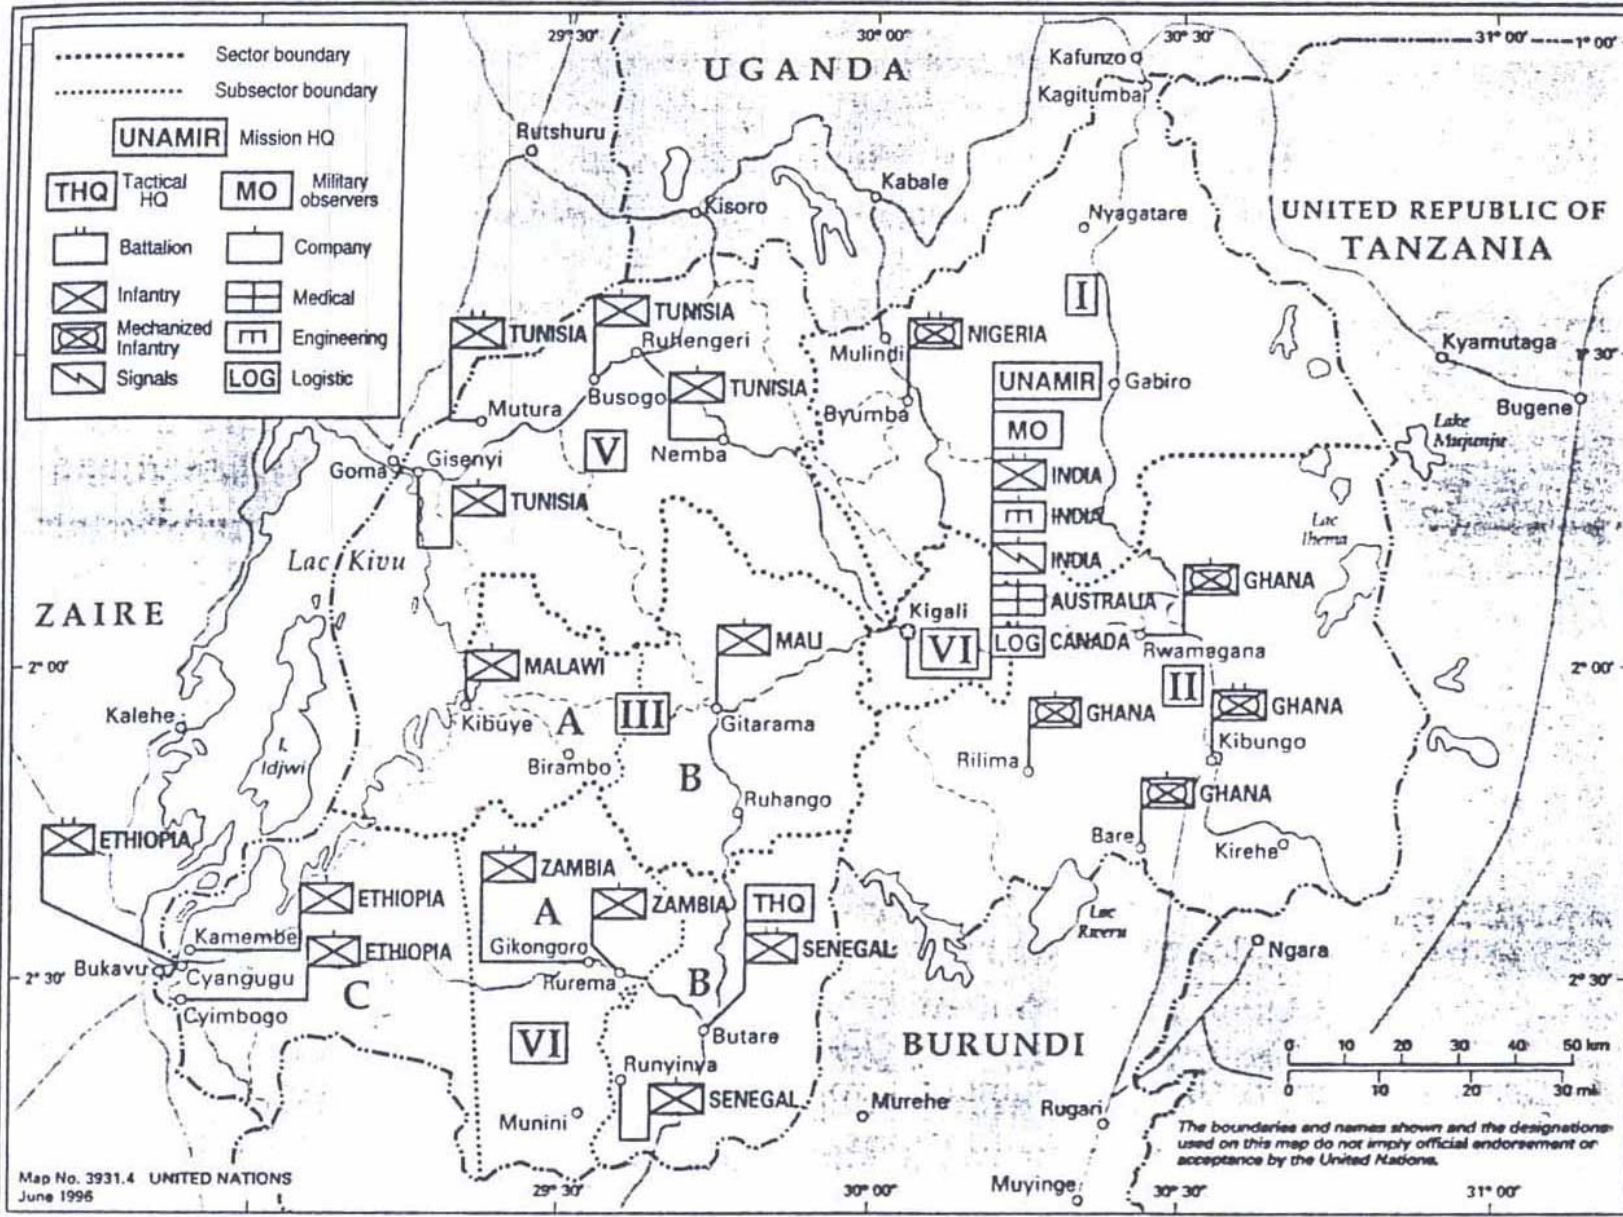 29° 30'
30° 00'
30° 30'
31° 00'
1° 00'
Sector boundary
Subsector boundary
UNAMIR Mission HQ
THQ Tactical HQ
MO Military observers
Battalion
Company
Infantry
Medical
Mechanized Infantry
Engineering
Signals
LOG Logistic
UGANDA
Kafunzo
Kagitumba
Rutshuru
Kabale
Kisoro
Nyagatare
UNITED REPUBLIC OF
TANZANIA
I
TUNISIA
TUNISIA
Ruhengeri
NIGERIA
Mulindi
Kyamutaga
1° 30'
TUNISIA
UNAMIR
Gabiro
Busogo
Byumba
Bugene
Mutura
MO
Lake
Mujunju
V
Nemba
Goma
Gisenyi
INDIA
TUNISIA
INDIA
Lac
Ihema
Lac Kivu
INDIA
GHANA
ZAIRE
AUSTRALIA
Kigali
MALI
VI
LOG CANADA
Rwamagana
2° 00'
2° 00'
MALAWI
II
Kalehe
Kibuye
A
III
Gitarama
GHANA
GHANA
Kibungo
I.
Idjwi
Birambo
B
Rilima
Ruhango
GHANA
ETHIOPIA
Bare
Kirehe
ZAMBIA
ETHIOPIA
A
ZAMBIA
THQ
Lac
Rweru
Kamembe
ETHIOPIA
Gikongoro
SENEGAL
Ngara
Bukavu
Cyangugu
Rurema
B
2° 30'
2° 30'
C
Cyimbogo
VI
Butare
BURUNDI
0 10 20 30 40 50 km
0 10 20 30 mi
Runyinya
SENEGAL
Munini
Murehe
Rugari
The boundaries and names shown and the designations
used on this map do not imply official endorsement or
acceptance by the United Nations.
Map No. 3931.4 UNITED NATIONS
June 1996
Muyinge
29° 30'
30° 00'
30° 30'
31° 00'